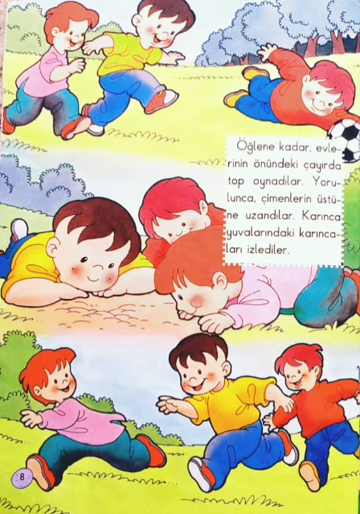 Öğlene kadar, evle-
rinin önündeki çayırda
top oynadılar. Yoru-
lunca, çimenlerin üstü-
ne uzandılar. Karınca
yuvalarındaki karınca-
ları izlediler.
8